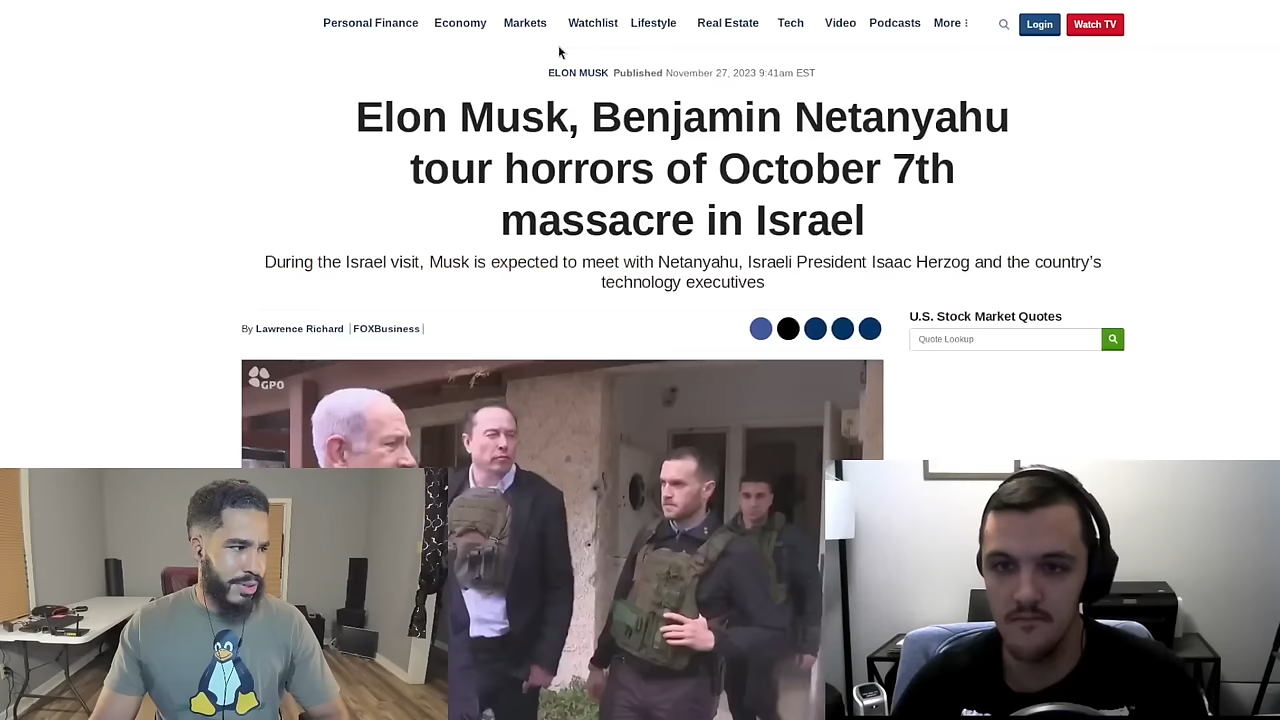 Personal Finance Economy Markets Watchlist Lifestyle Real Estate Tech Video Podcasts More Login Watch TV
ELON MUSK Published November 27, 2023 9:41am EST
Elon Musk, Benjamin Netanyahu
tour horrors of October 7th
massacre in Israel
During the Israel visit, Musk is expected to meet with Netanyahu, Israeli President Isaac Herzog and the country's
technology executives
By Lawrence Richard | FOXBusiness |
U.S. Stock Market Quotes
Quote Lookup
GPO